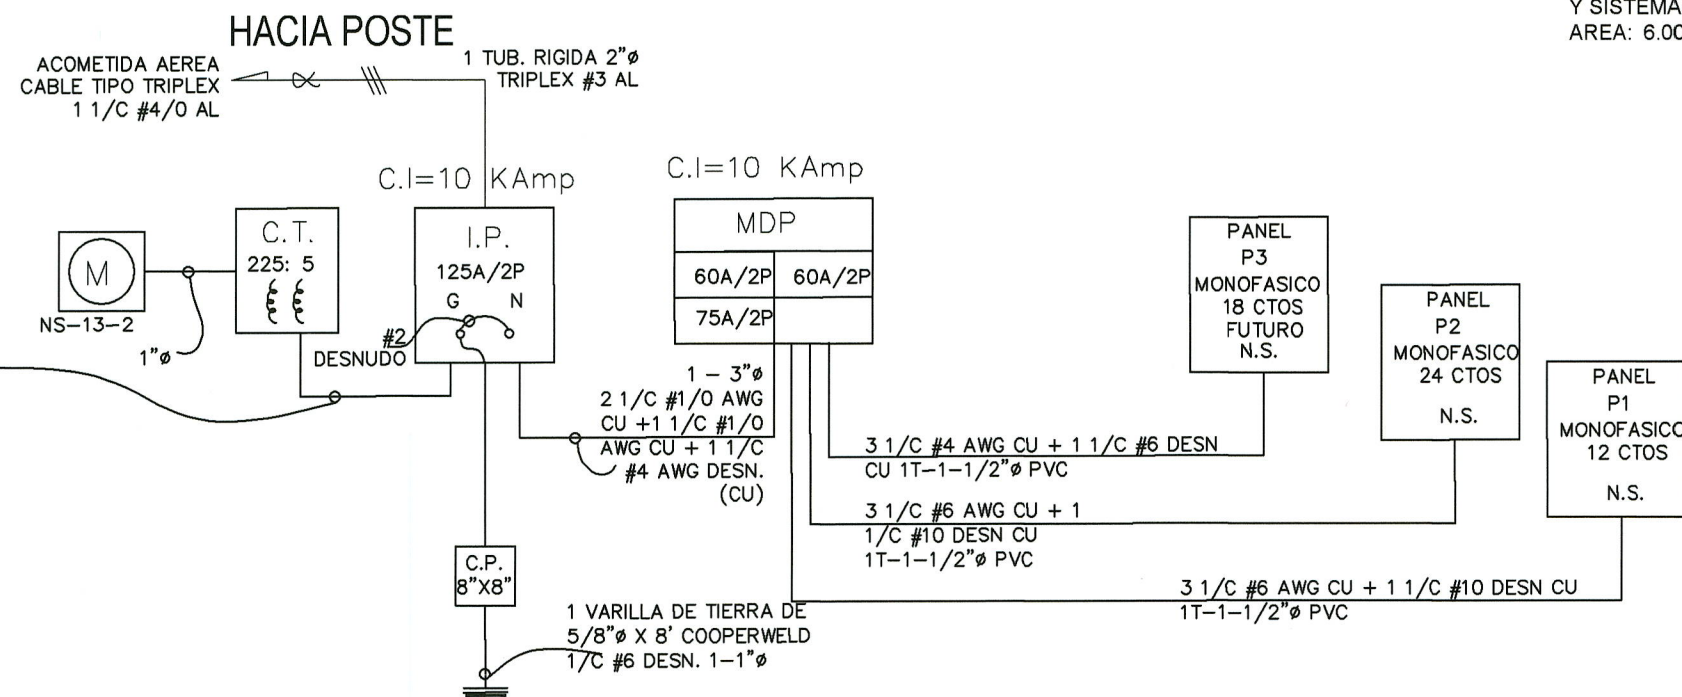 HACIA POSTE
ACOMETIDA AEREA
CABLE TIPO TRIPLEX
1 1/C #4/0 AL
1 TUB. RIGIDA 2"ø
TRIPLEX #3 AL
Y SISTEMA
AREA: 6.00
C.I=10 KAmp
C.I=10 KAmp
M
NS-13-2
1"ø
C.T.
225: 5
I.P.
125A/2P
G N
#2
DESNUDO
MDP
60A/2P 60A/2P
75A/2P
1 - 3"ø
2 1/C #1/0 AWG
CU +1 1/C #1/0
AWG CU + 1 1/C
#4 AWG DESN.
(CU)
PANEL
P3
MONOFASICO
18 CTOS
FUTURO
N.S.
PANEL
P2
MONOFASICO
24 CTOS
N.S.
PANEL
P1
MONOFASICO
12 CTOS
N.S.
3 1/C #4 AWG CU + 1 1/C #6 DESN
CU 1T-1-1/2"ø PVC
3 1/C #6 AWG CU + 1
1/C #10 DESN CU
1T-1-1/2"ø PVC
3 1/C #6 AWG CU + 1 1/C #10 DESN CU
1T-1-1/2"ø PVC
C.P.
8"X8"
1 VARILLA DE TIERRA DE
5/8"ø X 8' COOPERWELD
1/C #6 DESN. 1-1"ø